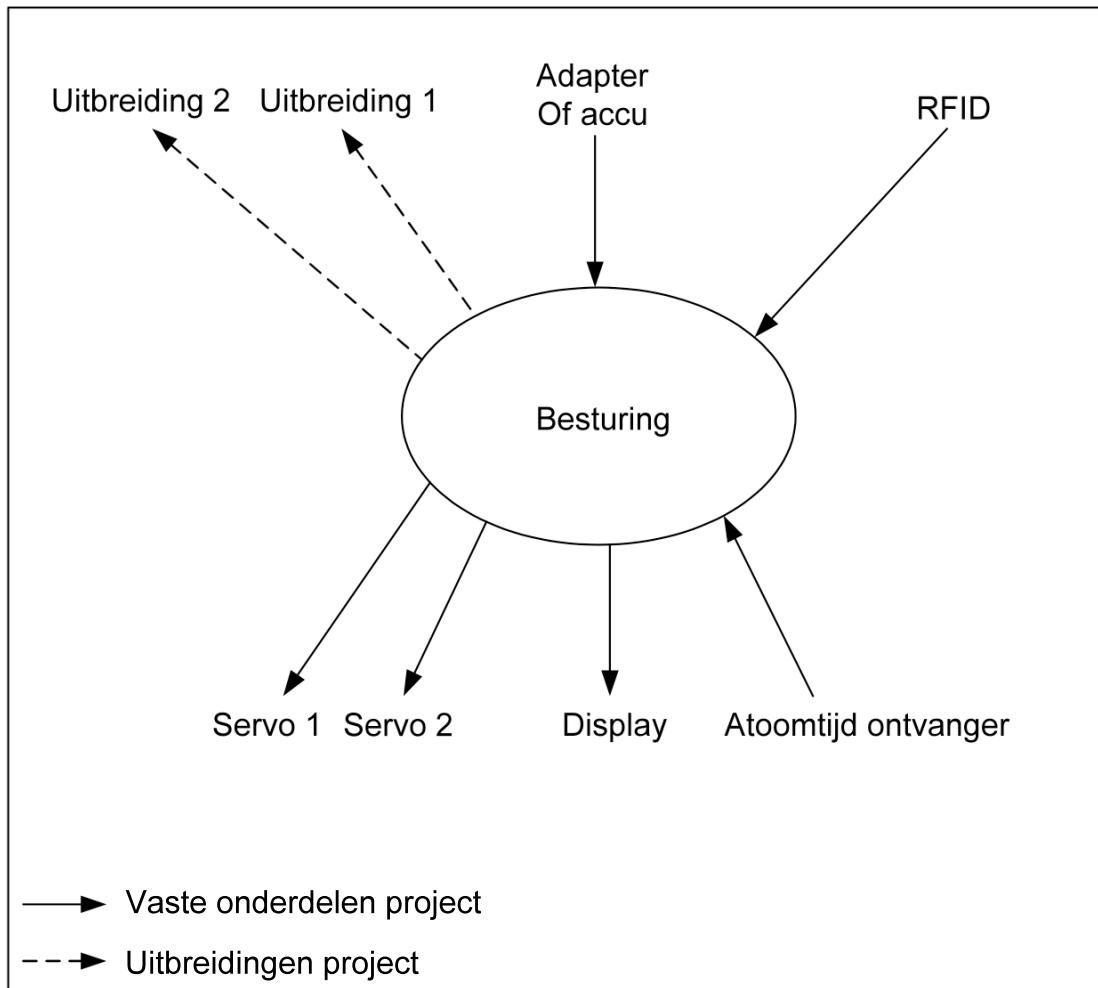 Uitbreiding 2
Uitbreiding 1
Adapter
Of accu
RFID
Besturing
Servo 1
Servo 2
Display
Atoomtijd ontvanger
Vaste onderdelen project
Uitbreidingen project